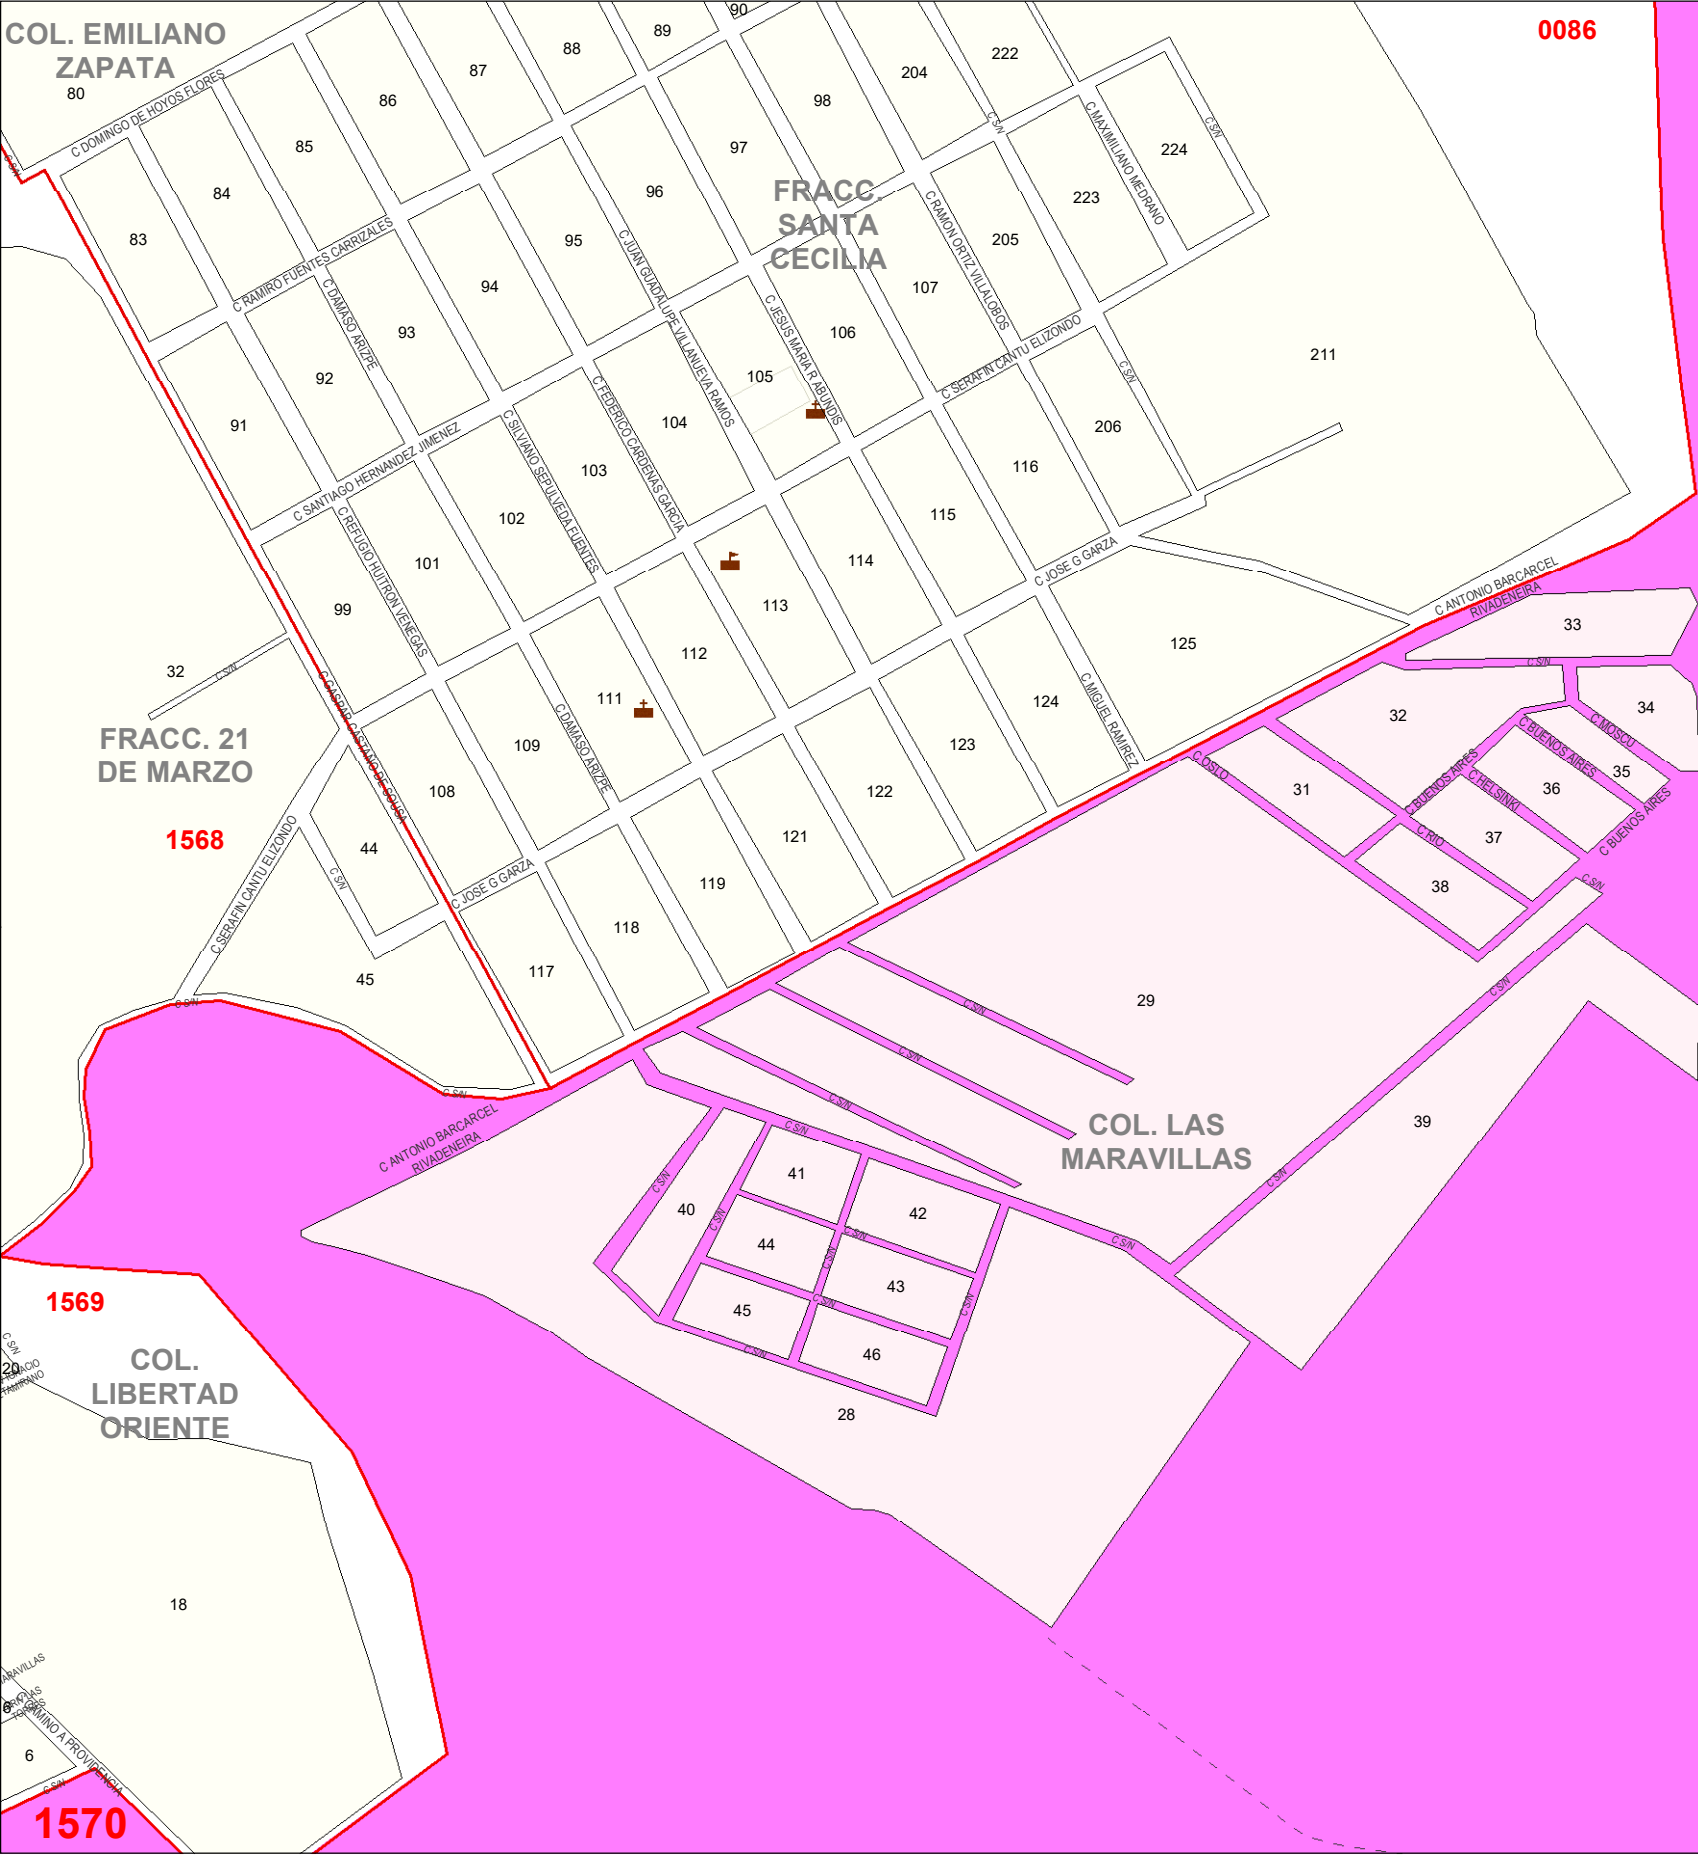 COL. EMILIANO
ZAPATA
80
C DOMINGO DE HOYOS FLORES
C S/N
83
84
85
86
87
88
89
90
0086
FRACC.
SANTA
CECILIA
91
92
93
94
95
96
97
98
204
222
C S/N
C MAXIMILIANO MEDRANO
C S/N
224
223
205
C RAMON ORTIZ VILLALOBOS
107
106
C RAMIRO FUENTES CARRIZALES
C DAMASO ARIZPE
C JUAN GUADALUPE VILLANUEVA RAMOS
C JESUS MARIA R ABUNDIS
105
C SERAFIN CANTU ELIZONDO
C S/N
211
206
116
115
114
113
112
111
104
103
102
101
99
C SANTIAGO HERNANDEZ JIMENEZ
C REFUGIO HUITRON VENEGAS
C SILVIANO SEPULVEDA FUENTES
C FEDERICO CARDENAS GARCIA
C JOSE G GARZA
C ANTONIO BARCARCEL
RIVADENEIRA
125
124
C MIGUEL RAMIREZ
123
122
121
119
118
117
109
108
C DAMASO ARIZPE
C GASPAR CASTAÑO DE SOUSA
C JOSE G GARZA
32
C S/N
FRACC. 21
DE MARZO
1568
44
C S/N
C SERAFIN CANTU ELIZONDO
45
C S/N
C S/N
C ANTONIO BARCARCEL
RIVADENEIRA
33
C S/N
34
C MOSCU
32
C BUENOS AIRES
35
36
C BUENOS AIRES
C HELSINKI
C BUENOS AIRES
37
C RIO
38
31
C OSLO
C S/N
29
C S/N
C S/N
C S/N
C S/N
C S/N
39
COL. LAS
MARAVILLAS
C S/N
C S/N
C S/N
40
41
42
C S/N
44
C S/N
C S/N
43
45
C S/N
C S/N
46
C S/N
28
1569
C S/N
20
COL.
LIBERTAD
ORIENTE
18
6
6
CAMINO A PROVIDENCIA
C S/N
1570